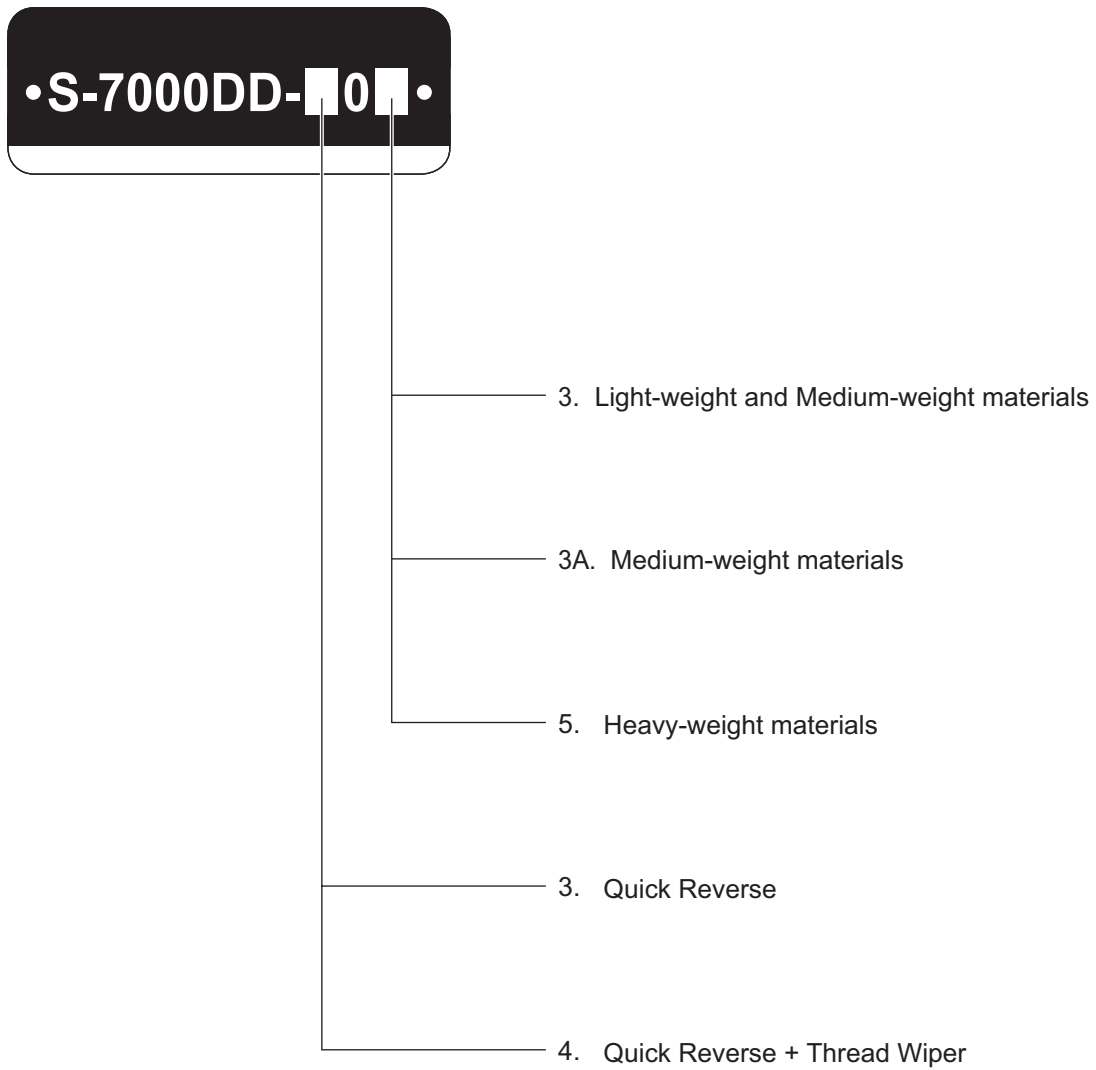 •S-7000DD-■0■•
3. Light-weight and Medium-weight materials
3A. Medium-weight materials
5. Heavy-weight materials
3. Quick Reverse
4. Quick Reverse + Thread Wiper